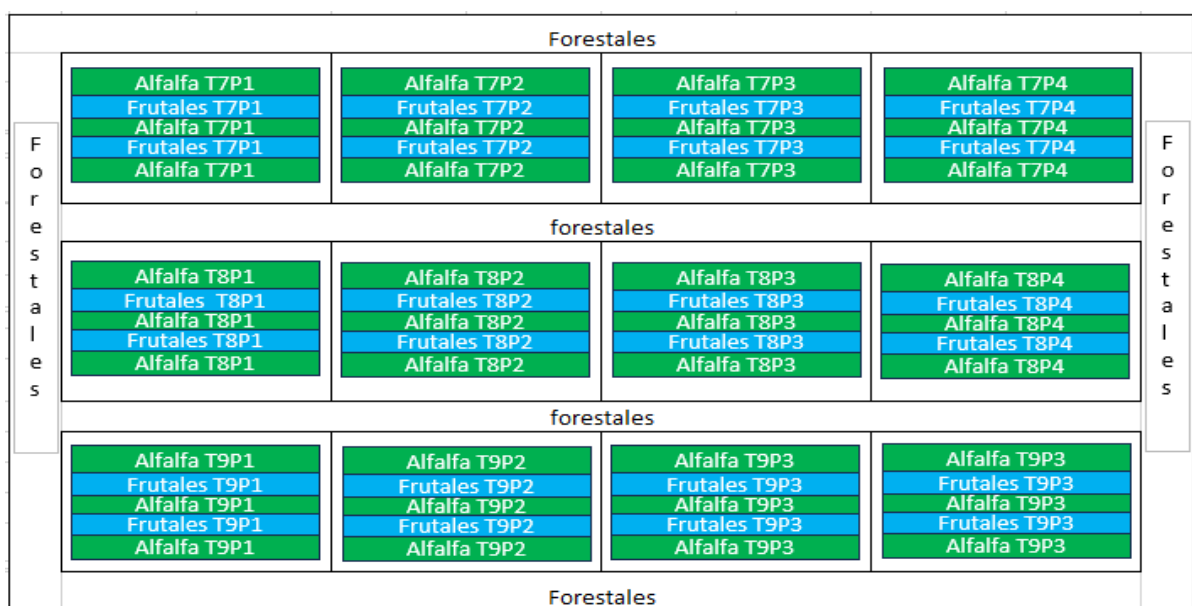 Forestales
Alfalfa T7P1
Frutales T7P1
Alfalfa T7P1
Frutales T7P1
Alfalfa T7P1
Alfalfa T7P2
Frutales T7P2
Alfalfa T7P2
Frutales T7P2
Alfalfa T7P2
Alfalfa T7P3
Frutales T7P3
Alfalfa T7P3
Frutales T7P3
Alfalfa T7P3
Alfalfa T7P4
Frutales T7P4
Alfalfa T7P4
Frutales T7P4
Alfalfa T7P4
Forestales
Forestales
forestales
Alfalfa T8P1
Frutales T8P1
Alfalfa T8P1
Frutales T8P1
Alfalfa T8P1
Alfalfa T8P2
Frutales T8P2
Alfalfa T8P2
Frutales T8P2
Alfalfa T8P2
Alfalfa T8P3
Frutales T8P3
Alfalfa T8P3
Frutales T8P3
Alfalfa T8P3
Alfalfa T8P4
Frutales T8P4
Alfalfa T8P4
Frutales T8P4
Alfalfa T8P4
forestales
Alfalfa T9P1
Frutales T9P1
Alfalfa T9P1
Frutales T9P1
Alfalfa T9P1
Alfalfa T9P2
Frutales T9P2
Alfalfa T9P2
Frutales T9P2
Alfalfa T9P2
Alfalfa T9P3
Frutales T9P3
Alfalfa T9P3
Frutales T9P3
Alfalfa T9P3
Alfalfa T9P3
Frutales T9P3
Alfalfa T9P3
Frutales T9P3
Alfalfa T9P3
Forestales